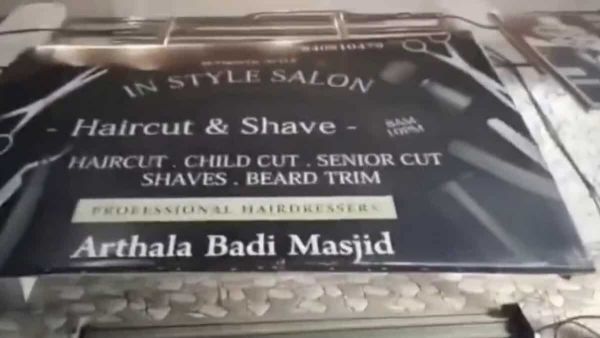 IN STYLE SALON
- Haircut & Shave -
8AM
10PM
HAIRCUT . CHILD CUT . SENIOR CUT
SHAVES . BEARD TRIM
PROFESSIONAL HAIRDRESSERS
Arthala Badi Masjid